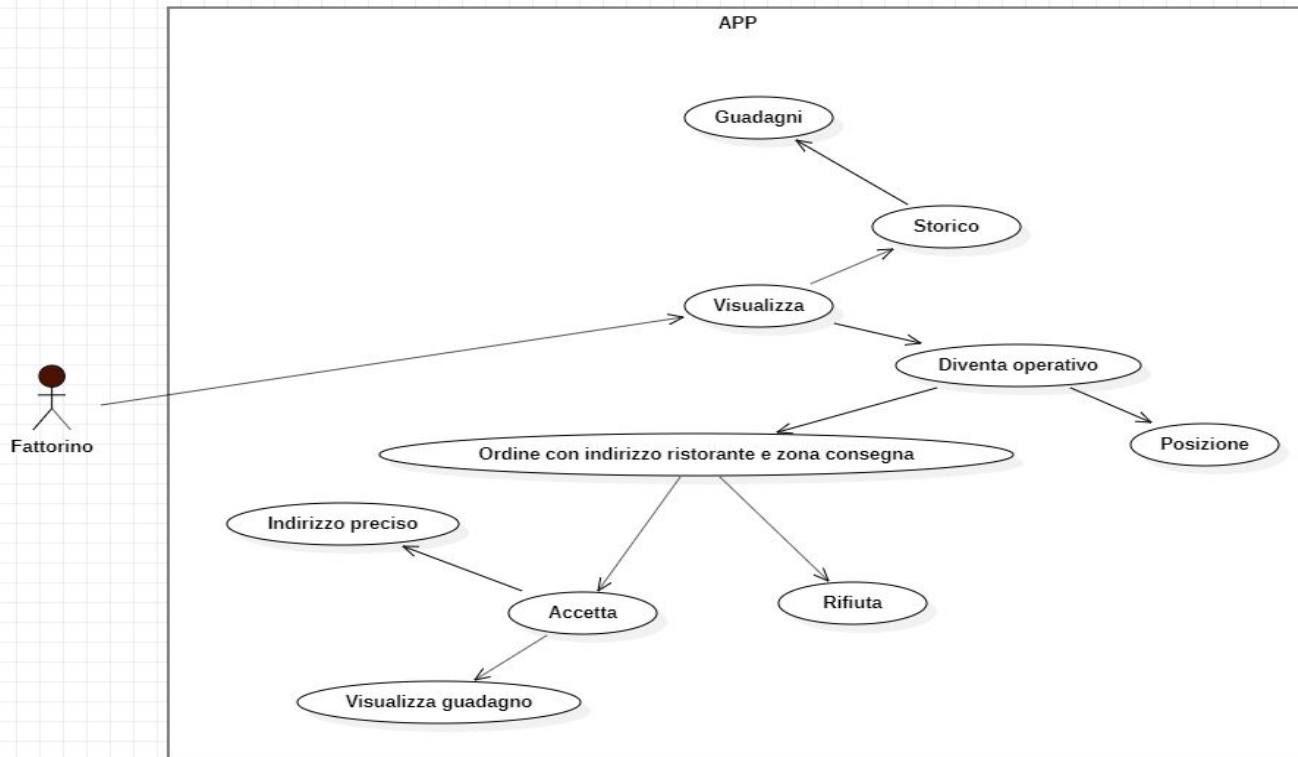 APP
Guadagni
Storico
Visualizza
Diventa operativo
Fattorino
Ordine con indirizzo ristorante e zona consegna
Posizione
Indirizzo preciso
Accetta
Rifiuta
Visualizza guadagno